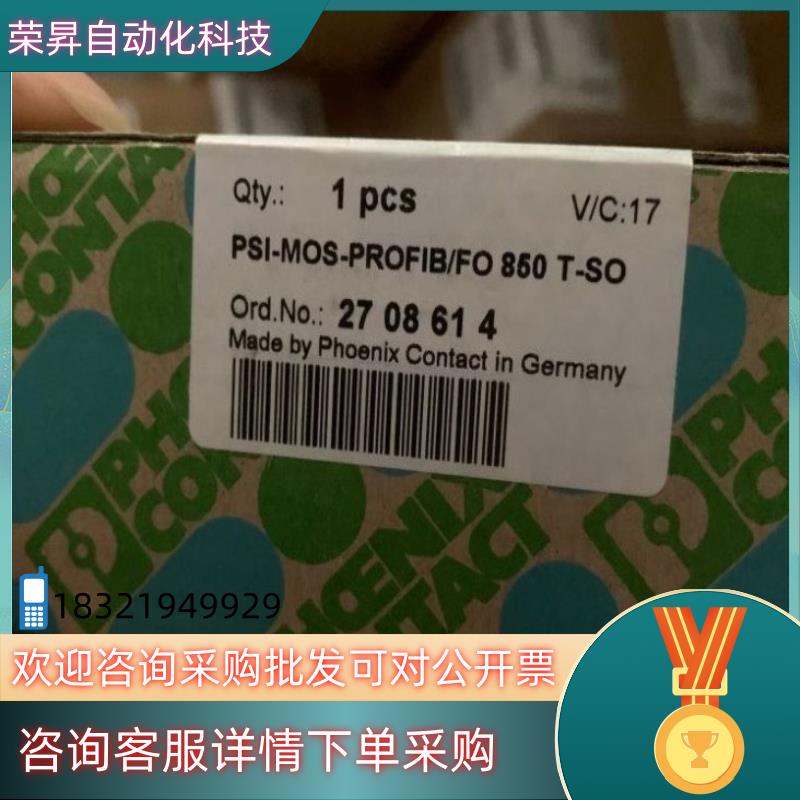 荣昇自动化科技
Qty.: 1 pcs V/C:17
PSI-MOS-PROFIB/FO 850 T-SO
Ord.No.: 27 08 61 4
Made by Phoenix Contact in Germany
PHŒNIX
CONTACT
18321949929
欢迎咨询采购批发可对公开票
咨询客服详情下单采购